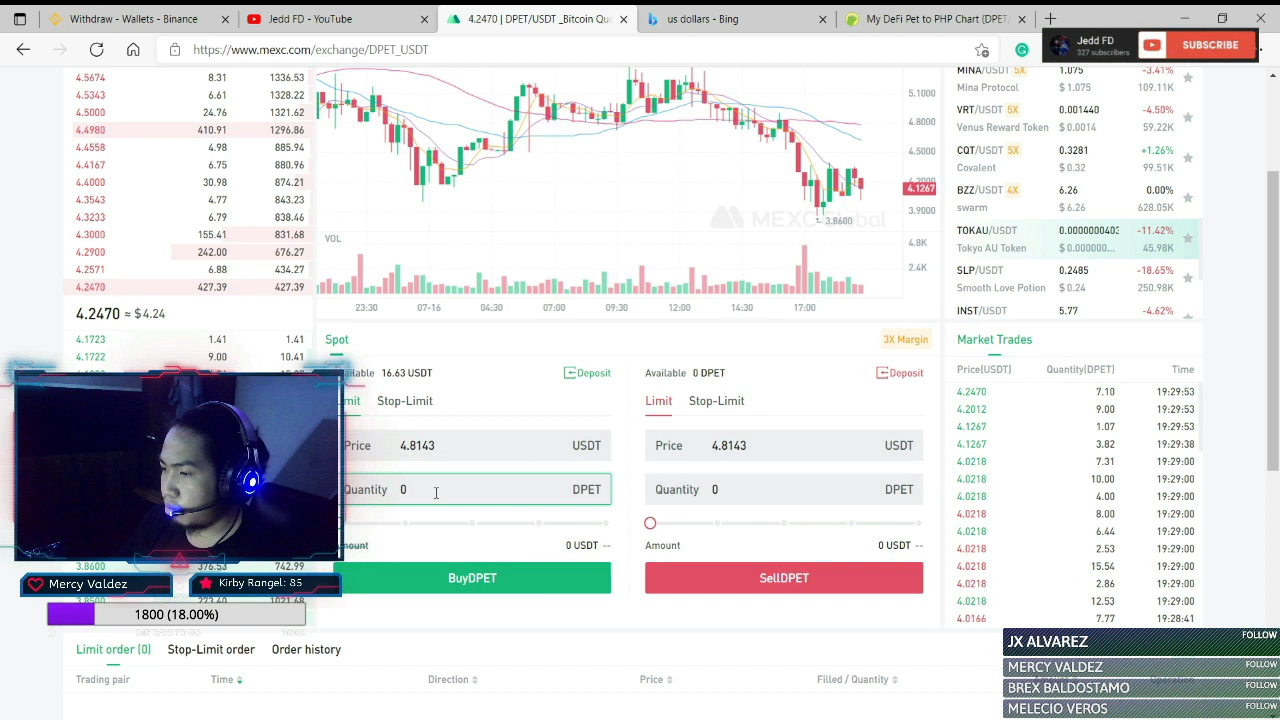 Withdraw - Wallets - Binance
Jedd FD - YouTube
4.2470 | DPET/USDT _Bitcoin Qu
us dollars - Bing
My DeFi Pet to PHP Chart (DPET/
https://www.mexc.com/exchange/DPET_USDT
Jedd FD
327 subscribers
SUBSCRIBE
4.5674 8.31 1336.53
4.5343 6.61 1328.22
4.5000 24.76 1321.62
4.4980 410.91 1296.86
4.4558 4.98 885.94
4.4167 6.75 880.96
4.4000 30.98 874.21
4.3543 4.77 843.23
4.3233 6.79 838.46
4.3000 155.41 831.68
4.2900 242.00 676.27
4.2571 6.88 434.27
4.2470 427.39 427.39
4.2470 ≈ $ 4.24
4.1723 1.41 1.41
4.1722 9.00 10.41
5.1000
4.8000
4.5000
4.2000
4.1267
3.9000
MEXC Global
3.8600
VOL
4.8K
2.4K
23:30 07-16 04:30 07:00 09:30 12:00 14:30 17:00
MINA/USDT 5X 1.075 -3.41%
Mina Protocol $ 1.075 109.11K
VRT/USDT 5X 0.001440 -4.50%
Venus Reward Token $ 0.0014 59.22K
CQT/USDT 5X 0.3281 +1.26%
Covalent $ 0.32 99.51K
BZZ/USDT 4X 6.26 0.00%
swarm $ 6.26 628.05K
TOKAU/USDT 0.0000000403 -11.42%
Tokyo AU Token $ 0.000000... 45.98K
SLP/USDT 0.2485 -18.65%
Smooth Love Potion $ 0.24 250.98K
INST/USDT 5.77 -4.62%
Spot
3X Margin
16.63 USDT
Deposit
Stop-Limit
Price 4.8143 USDT
Quantity 0 DPET
0 USDT --
BuyDPET
Available 0 DPET
Deposit
Limit Stop-Limit
Price 4.8143 USDT
Quantity 0 DPET
Amount 0 USDT --
SellDPET
Market Trades
Price(USDT) Quantity(DPET) Time
4.2470 7.10 19:29:53
4.2012 9.00 19:29:53
4.1267 1.07 19:29:53
4.1267 3.82 19:29:38
4.0218 7.31 19:29:00
4.0218 10.00 19:29:00
4.0218 4.00 19:29:00
4.0218 8.00 19:29:00
4.0218 6.44 19:29:00
4.0218 2.53 19:29:00
4.0218 15.54 19:29:00
4.0218 2.86 19:29:00
4.0218 12.53 19:29:00
4.0166 7.77 19:28:41
3.8600 376.53 742.99
Mercy Valdez
Kirby Rangel: 85
1800 (18.00%)
Limit order (0) Stop-Limit order Order history
Trading pair Time Direction Price Filled / Quantity
JX ALVAREZ FOLLOW
MERCY VALDEZ FOLLOW
BREX BALDOSTAMO FOLLOW
MELECIO VEROS FOLLOW